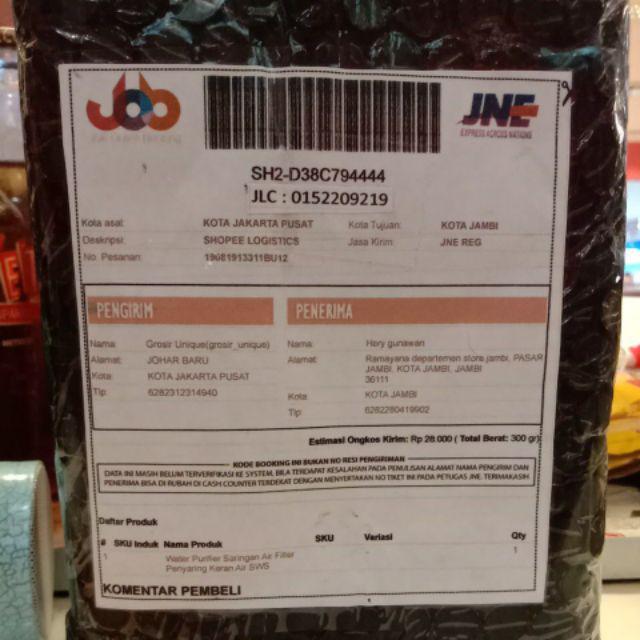 JOB
JNE
EXPRESS ACROSS NATIONS
SH2-D38C794444
JLC : 0152209219
Kota asal: KOTA JAKARTA PUSAT Kota Tujuan: KOTA JAMBI
Deskripsi: SHOPEE LOGISTICS Jasa Kirim: JNE REG
No. Pesanan: 19081913311BU12
PENGIRIM PENERIMA
Nama: Grosir Unique(grosir_unique) Nama: Hery gunawan
Alamat: JOHAR BARU Alamat: Ramayana departemen store jambi, PASAR
JAMBI, KOTA JAMBI, JAMBI
36111
Kota: KOTA JAKARTA PUSAT Kota: KOTA JAMBI
Tlp: 6282312314940 Tlp: 6282280419902
Estimasi Ongkos Kirim: Rp 28.000 ( Total Berat: 300 gr)
KODE BOOKING INI BUKAN NO RESI PENGIRIMAN
DATA INI MASIH BELUM TERVERIFIKASI KE SYSTEM, BILA TERDAPAT KESALAHAN PADA PENULISAN ALAMAT NAMA PENGIRIM DAN
PENERIMA BISA DI RUBAH DI CASH COUNTER TERDEKAT DENGAN MENYERTAKAN NO TIKET INI PADA PETUGAS JNE, TERIMAKASIH.
Daftar Produk
# SKU Induk Nama Produk SKU Variasi Qty
1 Water Purifier Saringan Air Filter 1
Penyaring Keran Air SWS
KOMENTAR PEMBELI